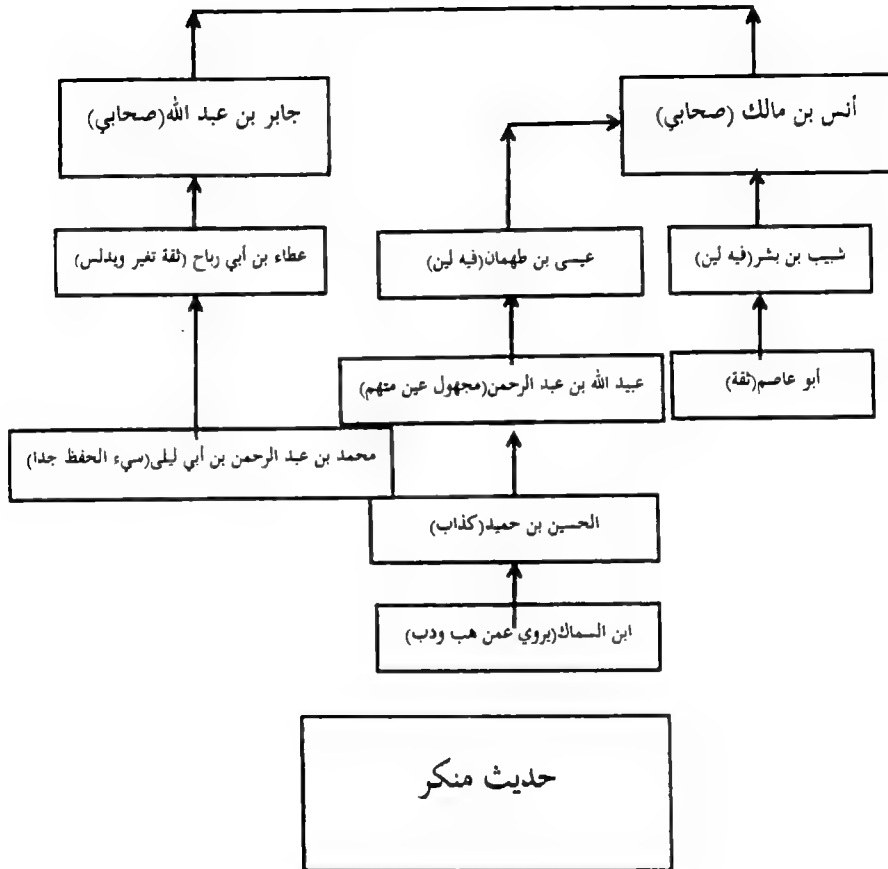 أنس بن مالك (صحابي)
جابر بن عبد الله(صحابي)
شبيب بن بشر(فيه لين)
عيسى بن طهمان(فيه لين)
عطاء بن أبي رباح (ثقة تغير ويدلس)
أبو عاصم(ثقة)
عبيد الله بن عبد الرحمن(مجهول عين متهم)
محمد بن عبد الرحمن بن أبي ليلى(سيء الحفظ جدا)
الحسين بن حميد(كذاب)
ابن السماك(يروي عمن هب ودب)
حديث منكر